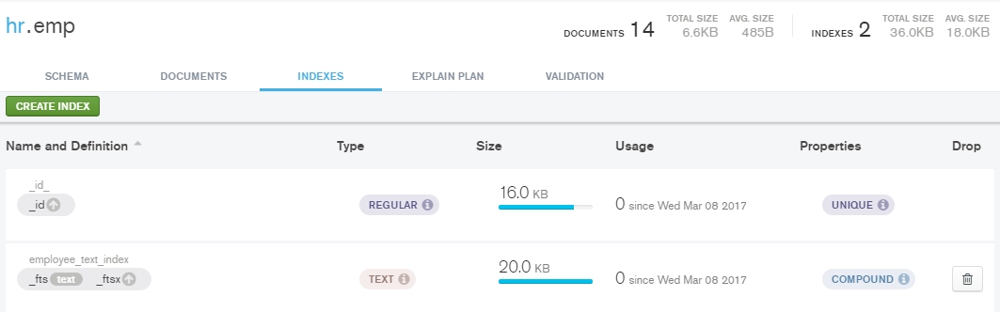 hr.emp
DOCUMENTS 14 TOTAL SIZE 6.6KB AVG. SIZE 485B INDEXES 2 TOTAL SIZE 36.0KB AVG. SIZE 18.0KB
SCHEMA DOCUMENTS INDEXES EXPLAIN PLAN VALIDATION
CREATE INDEX
Name and Definition Type Size Usage Properties Drop
_id_
_id REGULAR 16.0 KB 0 since Wed Mar 08 2017 UNIQUE
employee_text_index
_fts text _ftsx TEXT 20.0 KB 0 since Wed Mar 08 2017 COMPOUND